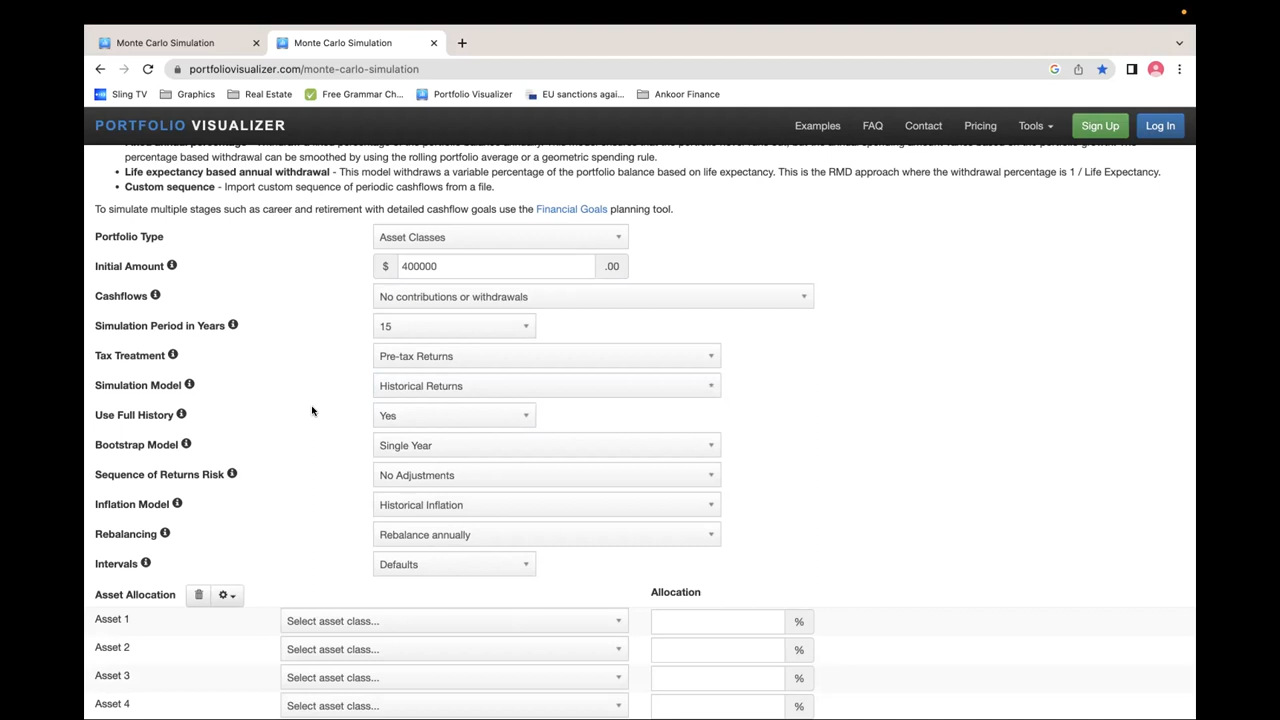 Monte Carlo Simulation
Monte Carlo Simulation
portfoliovisualizer.com/monte-carlo-simulation
Sling TV Graphics Real Estate Free Grammar Ch... Portfolio Visualizer EU sanctions agai... Ankoor Finance
PORTFOLIO VISUALIZER Examples FAQ Contact Pricing Tools Sign Up Log In
percentage based withdrawal can be smoothed by using the rolling portfolio average or a geometric spending rule.
• Life expectancy based annual withdrawal - This model withdraws a variable percentage of the portfolio balance based on life expectancy. This is the RMD approach where the withdrawal percentage is 1 / Life Expectancy.
• Custom sequence - Import custom sequence of periodic cashflows from a file.
To simulate multiple stages such as career and retirement with detailed cashflow goals use the Financial Goals planning tool.
Portfolio Type Asset Classes
Initial Amount $ 400000 .00
Cashflows No contributions or withdrawals
Simulation Period in Years 15
Tax Treatment Pre-tax Returns
Simulation Model Historical Returns
Use Full History Yes
Bootstrap Model Single Year
Sequence of Returns Risk No Adjustments
Inflation Model Historical Inflation
Rebalancing Rebalance annually
Intervals Defaults
Asset Allocation Allocation
Asset 1 Select asset class... %
Asset 2 Select asset class... %
Asset 3 Select asset class... %
Asset 4 Select asset class... %